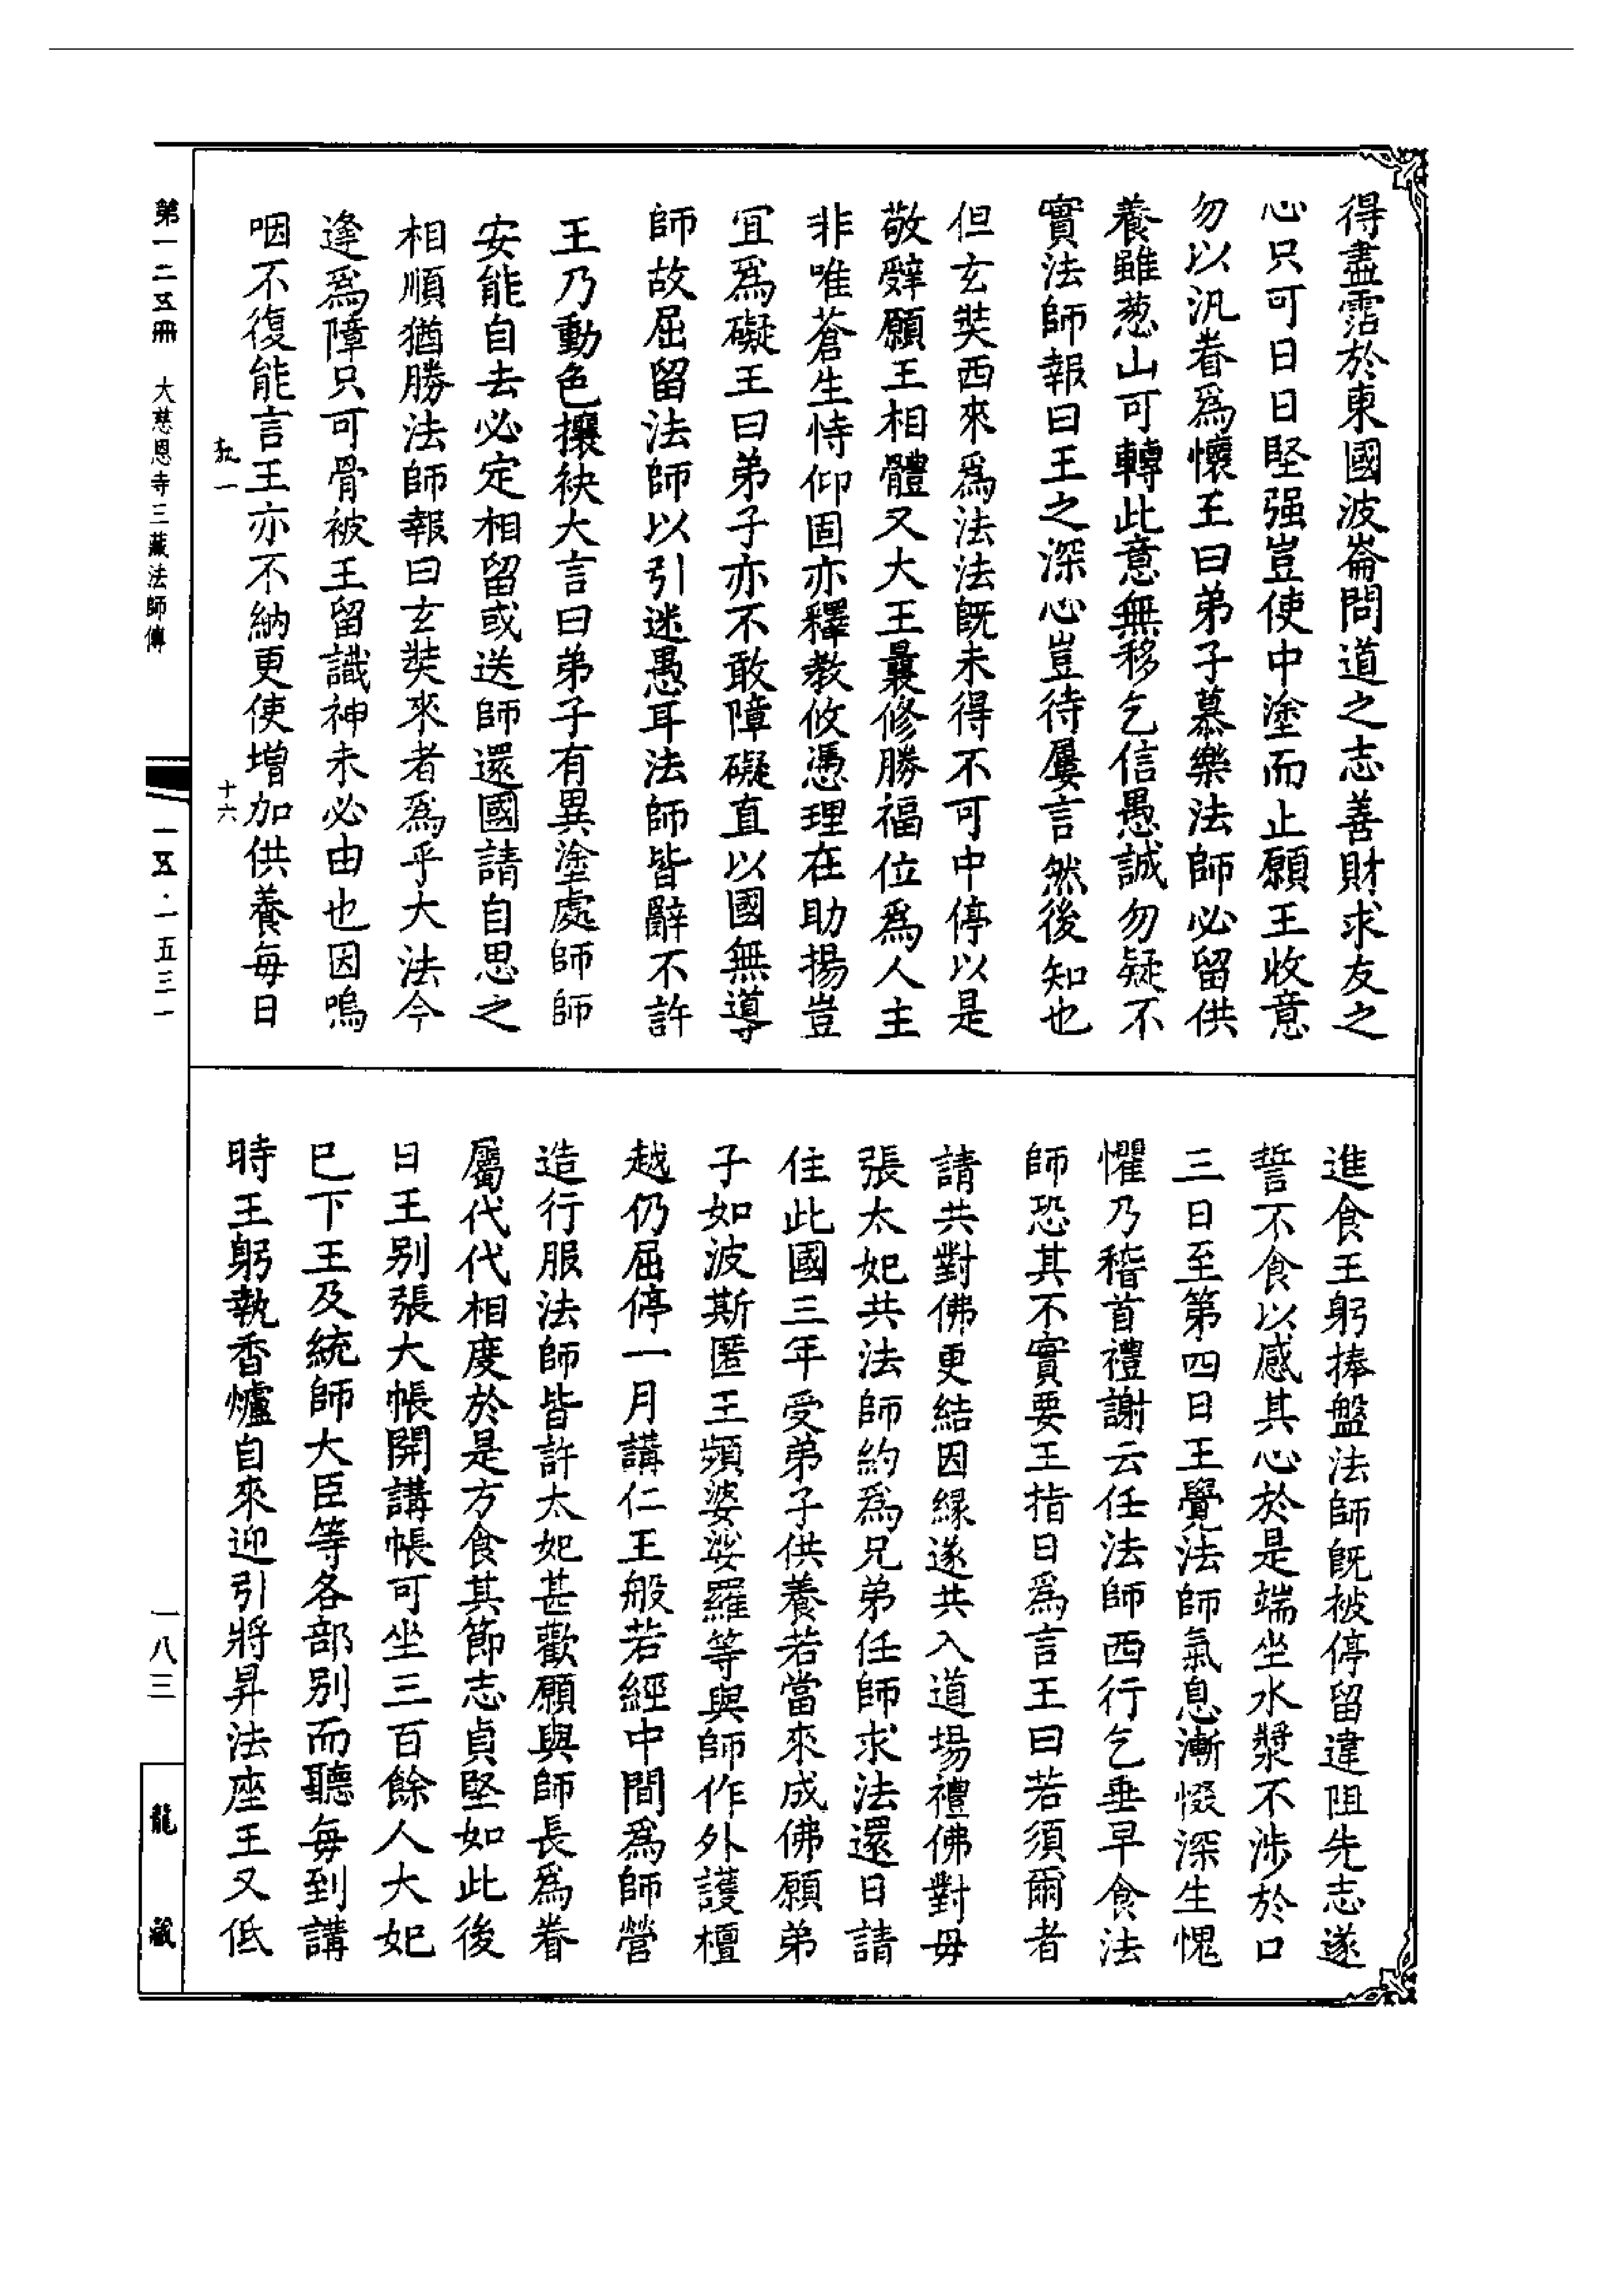 得盡霑於東國波崙問道之志善財求友之
心只可日日堅强豈使中塗而止願王收意
勿以汎眷爲懷王曰弟子慕樂法師必留供
養雖葱山可轉此意無移乞信愚誠勿疑不
實法師報曰王之深心豈待屢言然後知也
但玄奘西來爲法法旣未得不可中停以是
敬辤願王相體又大王曩修勝福位爲人主
非唯蒼生恃仰固亦釋教攸憑理在助揚豈
冝爲礙王曰弟子亦不敢障礙直以國無導
師故屈留法師以引迷愚耳法師皆辭不許
王乃動色攘袂大言曰弟子有異塗處師師
安能自去必定相留或送師還國請自思之
相順猶勝法師報曰玄奘來者爲乎大法今
逢爲障只可骨被王留識神未必由也因嗚
咽不復能言王亦不納更使增加供養每日
十六
進食王躬捧盤法師旣被停留違阻先志遂
誓不食以感其心於是端坐水漿不涉於口
三日至第四日王覺法師氣息漸惙深生愧
懼乃稽首禮謝云任法師西行乞垂早食法
師恐其不實要王指日爲言王曰若須爾者
請共對佛更結因緣遂共入道場禮佛對毋
張太妃共法師約爲兄弟任師求法還日請
住此國三年受弟子供養若當來成佛願弟
子如波斯匿王頻婆娑羅等與師作外護檀
越仍屈停一月講仁王般若經中間爲師營
造行服法師皆許太妃甚歡願與師長爲眷
屬代代相度於是方食其節志貞堅如此後
日王别張大帳開講帳可坐三百餘人大妃
已下王及統師大臣等各部别而聽每到講
時王躬執香爐自來迎引將昇法座王又低
第一二五冊　大慈恩寺三藏法師傳
一五·一五三一
一八三
龍藏